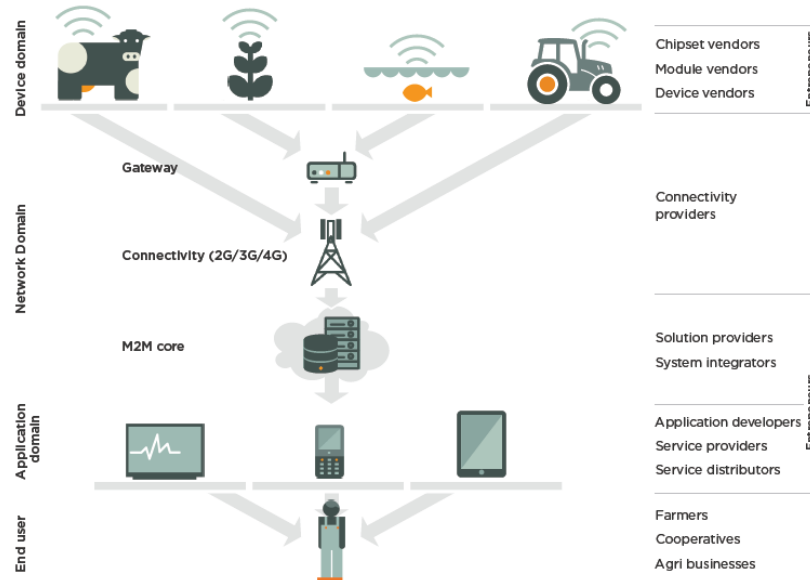 Device domain
Chipset vendors
Module vendors
Device vendors
Network Domain
Gateway
Connectivity
providers
Connectivity (2G/3G/4G)
M2M core
Solution providers
System integrators
Application
domain
Application developers
Service providers
Service distributors
End user
Farmers
Cooperatives
Agri businesses